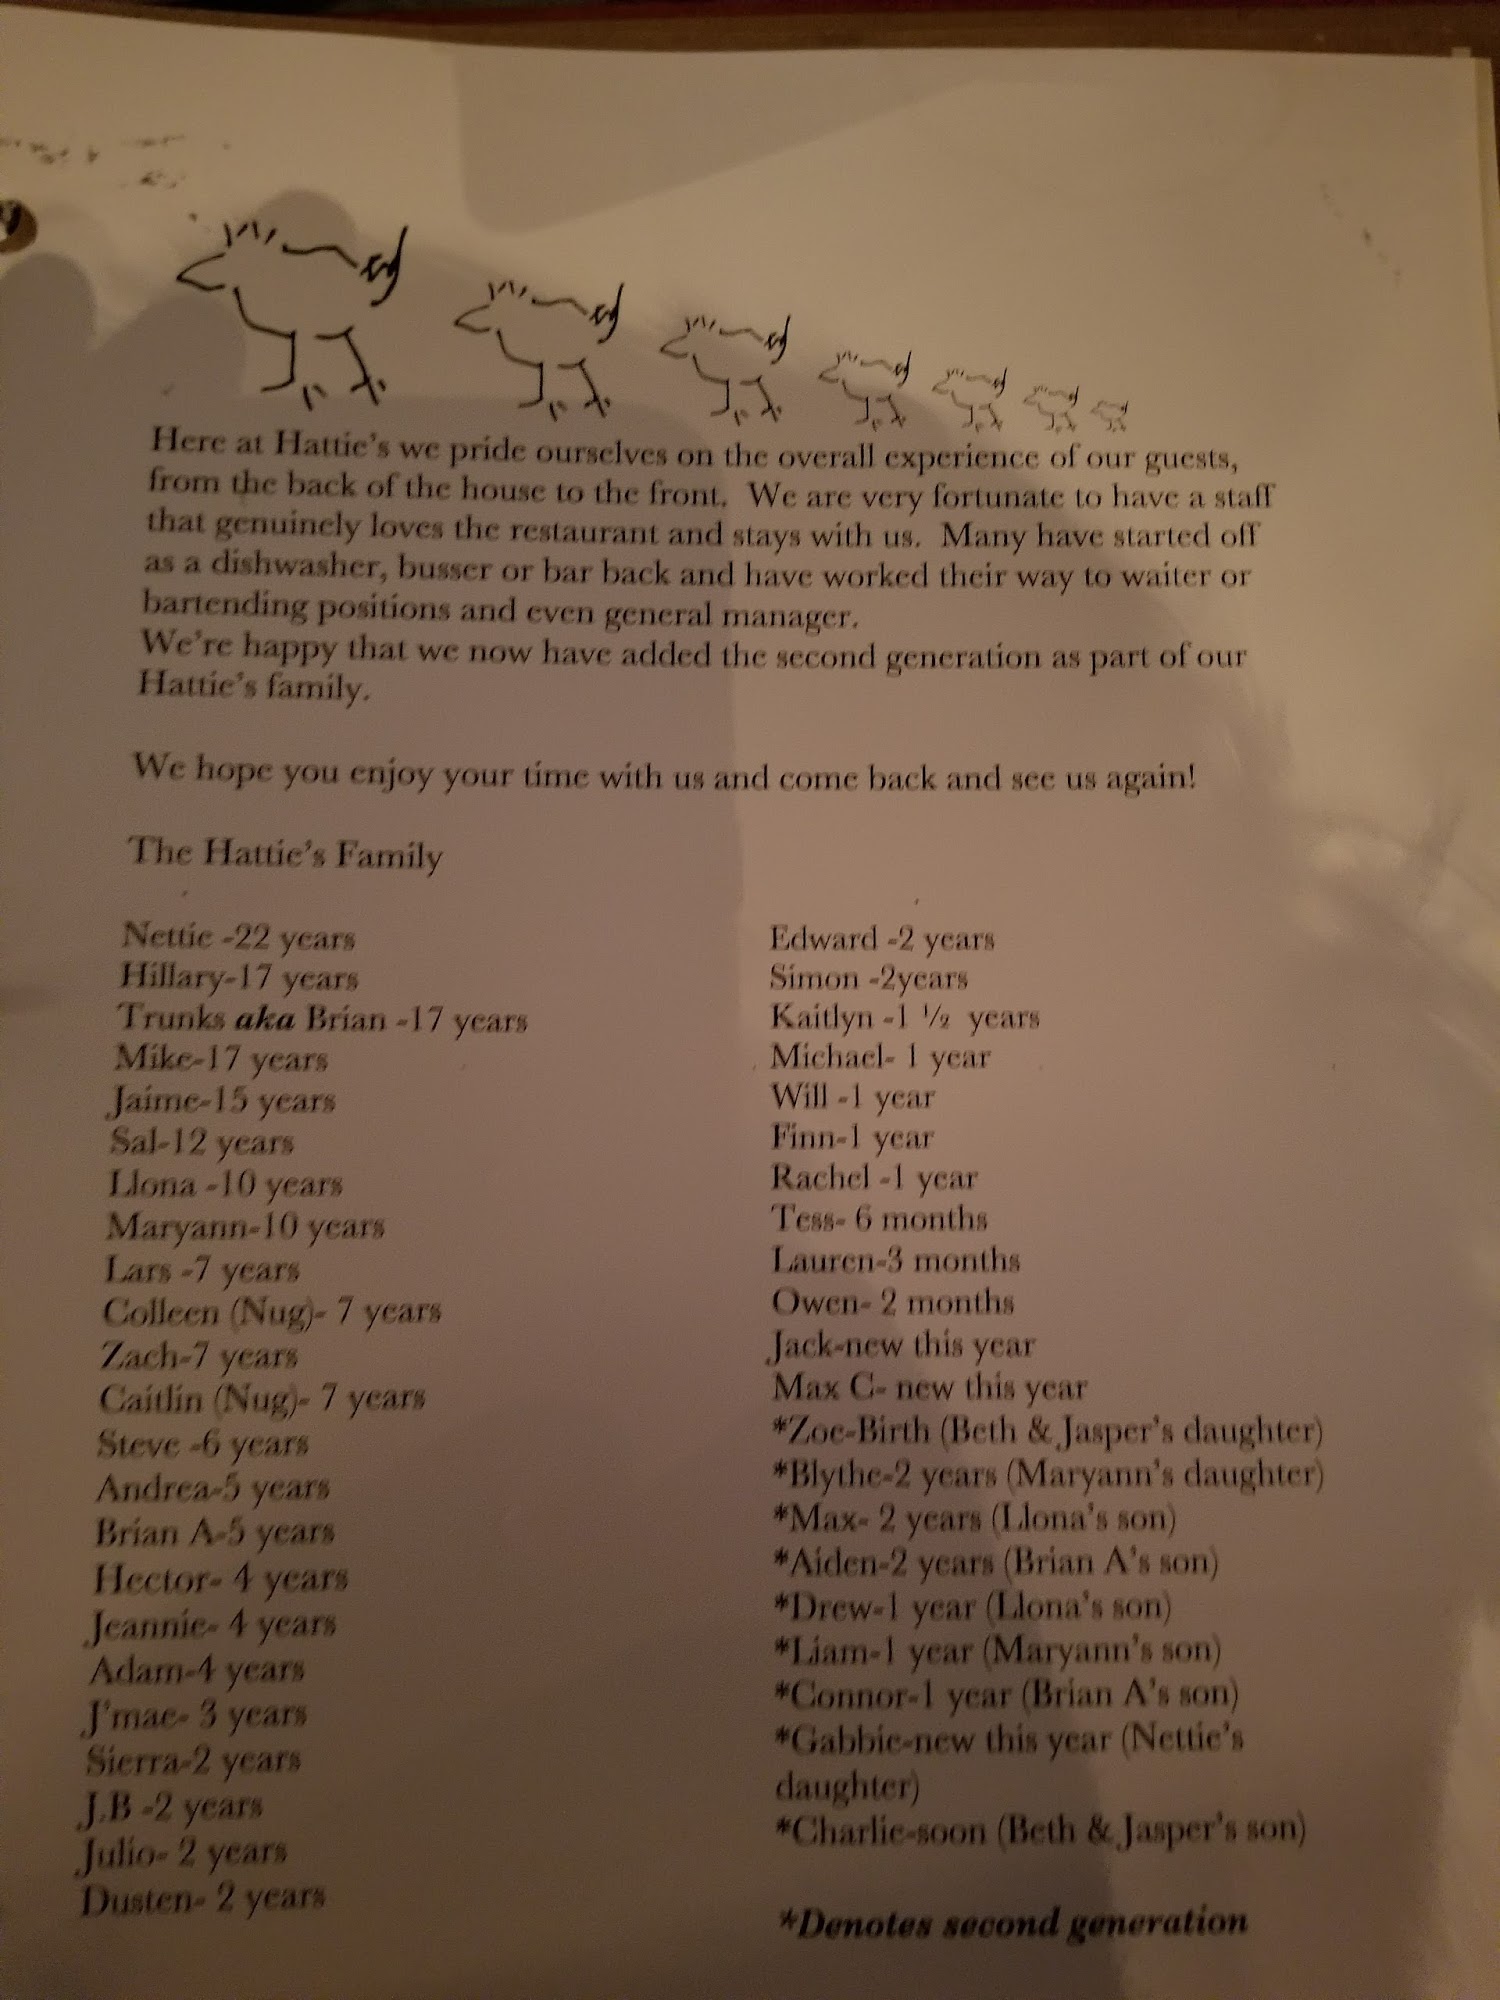 Here at Hattie's we pride ourselves on the overall experience of our guests,
from the back of the house to the front. We are very fortunate to have a staff
that genuinely loves the restaurant and stays with us. Many have started off
as a dishwasher, busser or bar back and have worked their way to waiter or
bartending positions and even general manager.
We're happy that we now have added the second generation as part of our
Hattie's family.
We hope you enjoy your time with us and come back and see us again!
The Hattie's Family
Nettie -22 years
Hillary-17 years
Trunks aka Brian -17 years
Mike-17 years
Jaime-15 years
Sal-12 years
Llona -10 years
Maryann-10 years
Lars -7 years
Colleen (Nug)- 7 years
Zach-7 years
Caitlin (Nug)- 7 years
Steve -6 years
Andrea-5 years
Brian A-5 years
Hector- 4 years
Jeannie- 4 years
Adam-4 years
J'mae- 3 years
Sierra-2 years
J.B -2 years
Julio- 2 years
Dusten- 2 years
Edward -2 years
Simon -2years
Kaitlyn -1 ½ years
Michael- 1 year
Will -1 year
Finn-1 year
Rachel -1 year
Tess- 6 months
Lauren-3 months
Owen- 2 months
Jack-new this year
Max C- new this year
*Zoe-Birth (Beth & Jasper's daughter)
*Blythe-2 years (Maryann's daughter)
*Max- 2 years (Llona's son)
*Aiden-2 years (Brian A's son)
*Drew-1 year (Llona's son)
*Liam-1 year (Maryann's son)
*Connor-1 year (Brian A's son)
*Gabbie-new this year (Nettie's
daughter)
*Charlie-soon (Beth & Jasper's son)
*Denotes second generation